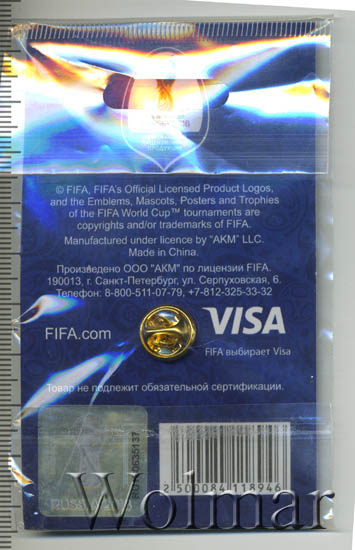 © FIFA, FIFA's Official Licensed Product Logos,
and the Emblems, Mascots, Posters and Trophies
of the FIFA World Cup™ tournaments are
copyrights and/or trademarks of FIFA.
Manufactured under licence by "AKM" LLC.
Made in China.
Произведено ООО "АКМ" по лицензии FIFA.
190013, г. Санкт-Петербург, ул. Серпуховская, 6.
Телефон: 8-800-511-07-79, +7-812-325-33-32
FIFA.com
VISA
FIFA выбирает Visa
Товар не подлежит обязательной сертификации.
2 500084 118946
Wolmar